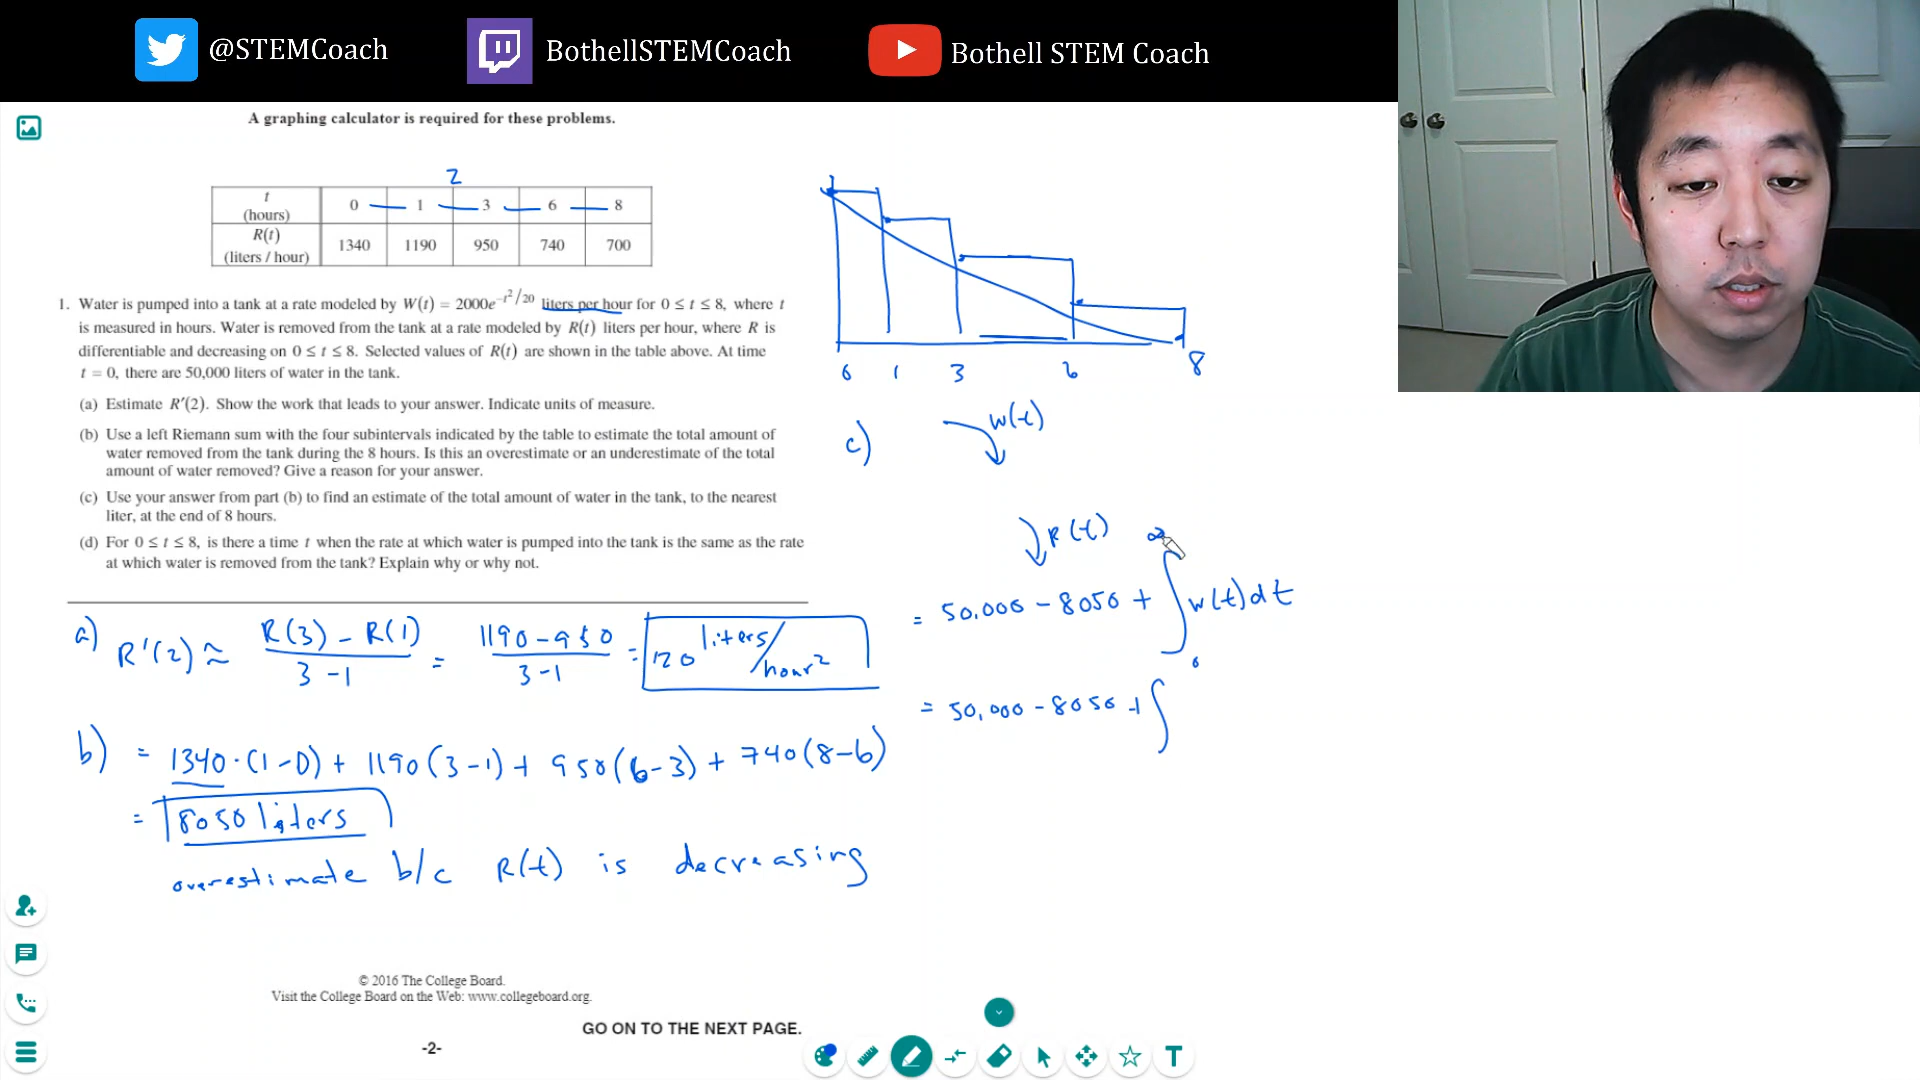 @STEMCoach BothellSTEMCoach Bothell STEM Coach
A graphing calculator is required for these problems.
2
t (hours) 0 1 3 6 8
R(t) (liters / hour) 1340 1190 950 740 700
1. Water is pumped into a tank at a rate modeled by W(t) = 2000e^{-t²/20} liters per hour for 0 ≤ t ≤ 8, where t
is measured in hours. Water is removed from the tank at a rate modeled by R(t) liters per hour, where R is
differentiable and decreasing on 0 ≤ t ≤ 8. Selected values of R(t) are shown in the table above. At time
t = 0, there are 50,000 liters of water in the tank.
(a) Estimate R′(2). Show the work that leads to your answer. Indicate units of measure.
(b) Use a left Riemann sum with the four subintervals indicated by the table to estimate the total amount of
water removed from the tank during the 8 hours. Is this an overestimate or an underestimate of the total
amount of water removed? Give a reason for your answer.
(c) Use your answer from part (b) to find an estimate of the total amount of water in the tank, to the nearest
liter, at the end of 8 hours.
(d) For 0 ≤ t ≤ 8, is there a time t when the rate at which water is pumped into the tank is the same as the rate
at which water is removed from the tank? Explain why or why not.
a) R'(2) ≈ R(3) - R(1) / 3 - 1 = 1190 - 950 / 3 - 1 = 120 liters/hour²
b) = 1340 · (1-0) + 1190(3-1) + 950(6-3) + 740(8-6)
= 8050 liters
overestimate b/c R(t) is decreasing
0 1 3 6 8
c) W(t)
R(t)
= 50,000 - 8050 + ∫ W(t)dt
0
= 50,000 - 8050 + ∫
© 2016 The College Board.
Visit the College Board on the Web: www.collegeboard.org.
GO ON TO THE NEXT PAGE.
-2-
T